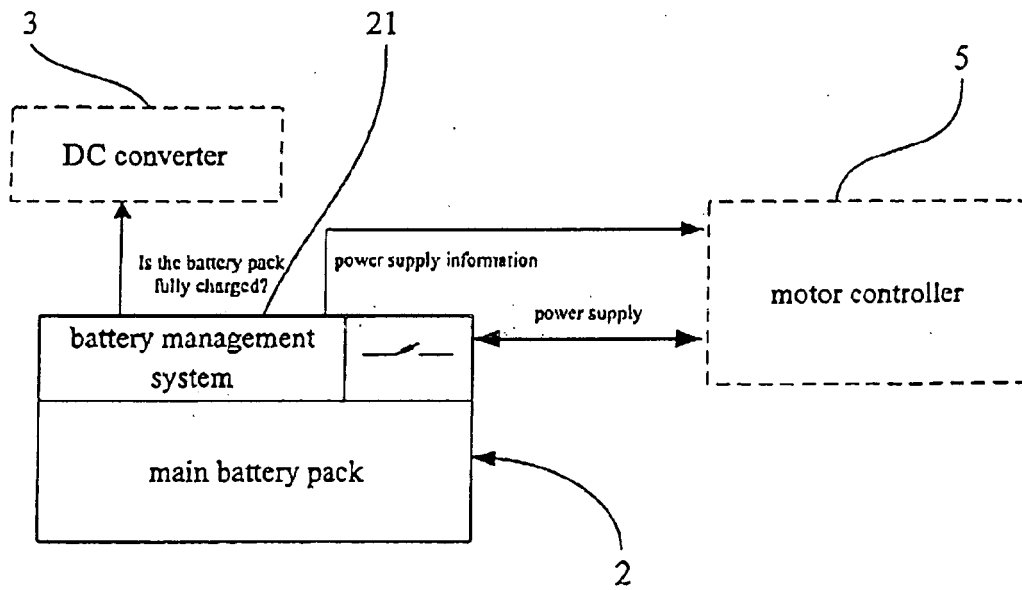 3
21
5
DC converter
Is the battery pack
fully charged?
power supply information
motor controller
power supply
battery management
system
main battery pack
2